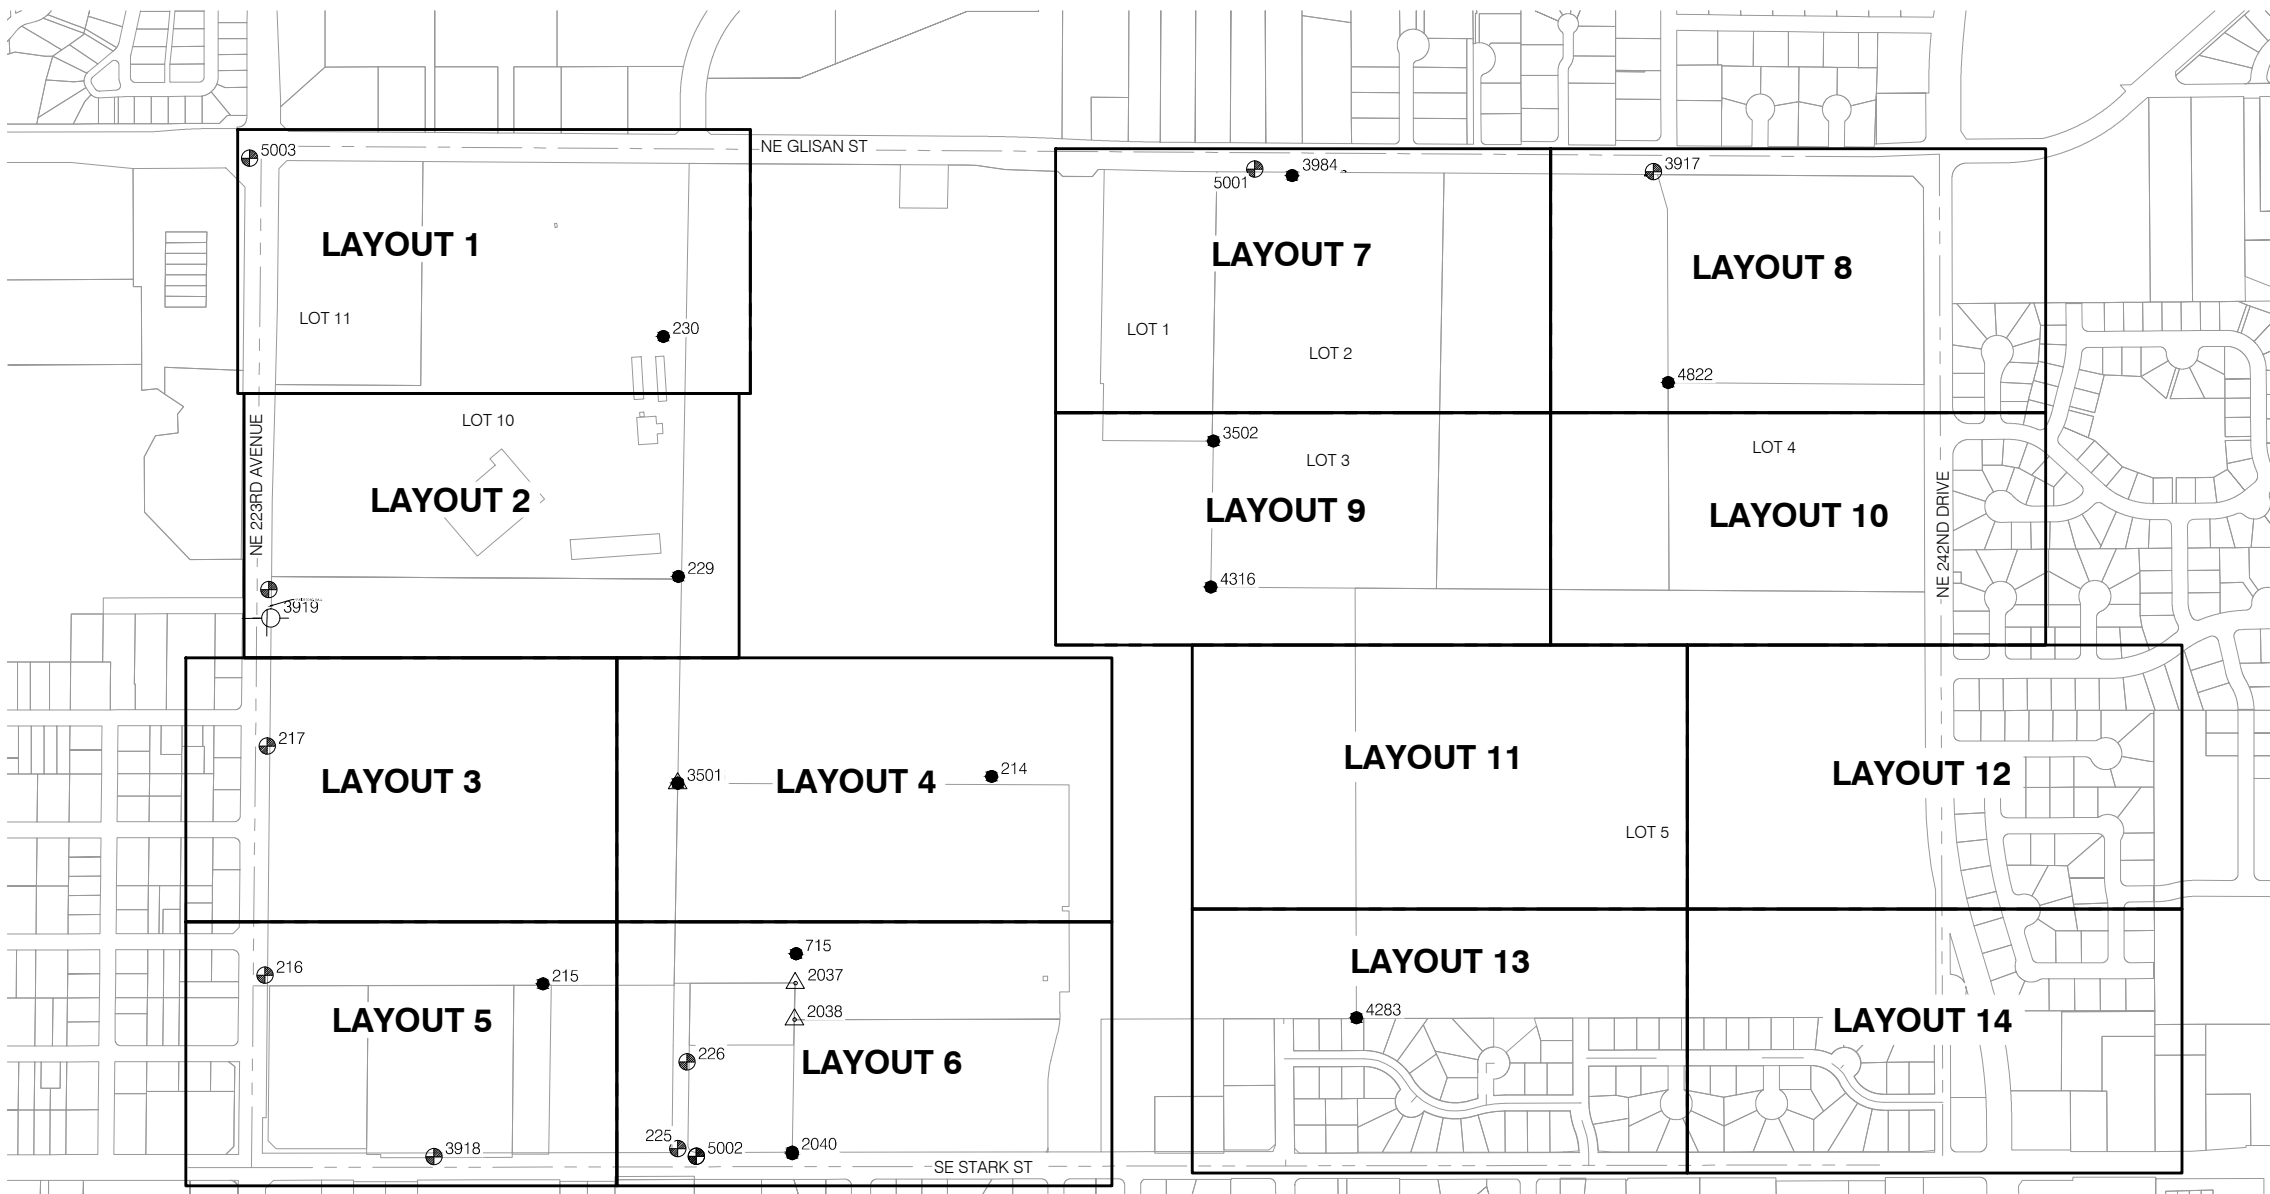 NE GLISAN ST
5003
3984
5001
3917
LAYOUT 1
LAYOUT 7
LAYOUT 8
LOT 11
230
LOT 1
LOT 2
4822
NE 223RD AVENUE
LOT 10
3502
LOT 3
LOT 4
LAYOUT 2
LAYOUT 9
LAYOUT 10
NE 242ND DRIVE
229
4316
3919
217
LAYOUT 3
3501
LAYOUT 4
214
LAYOUT 11
LAYOUT 12
LOT 5
715
216
215
2037
LAYOUT 13
2038
4283
LAYOUT 5
LAYOUT 14
226
LAYOUT 6
225
3918
5002
2040
SE STARK ST